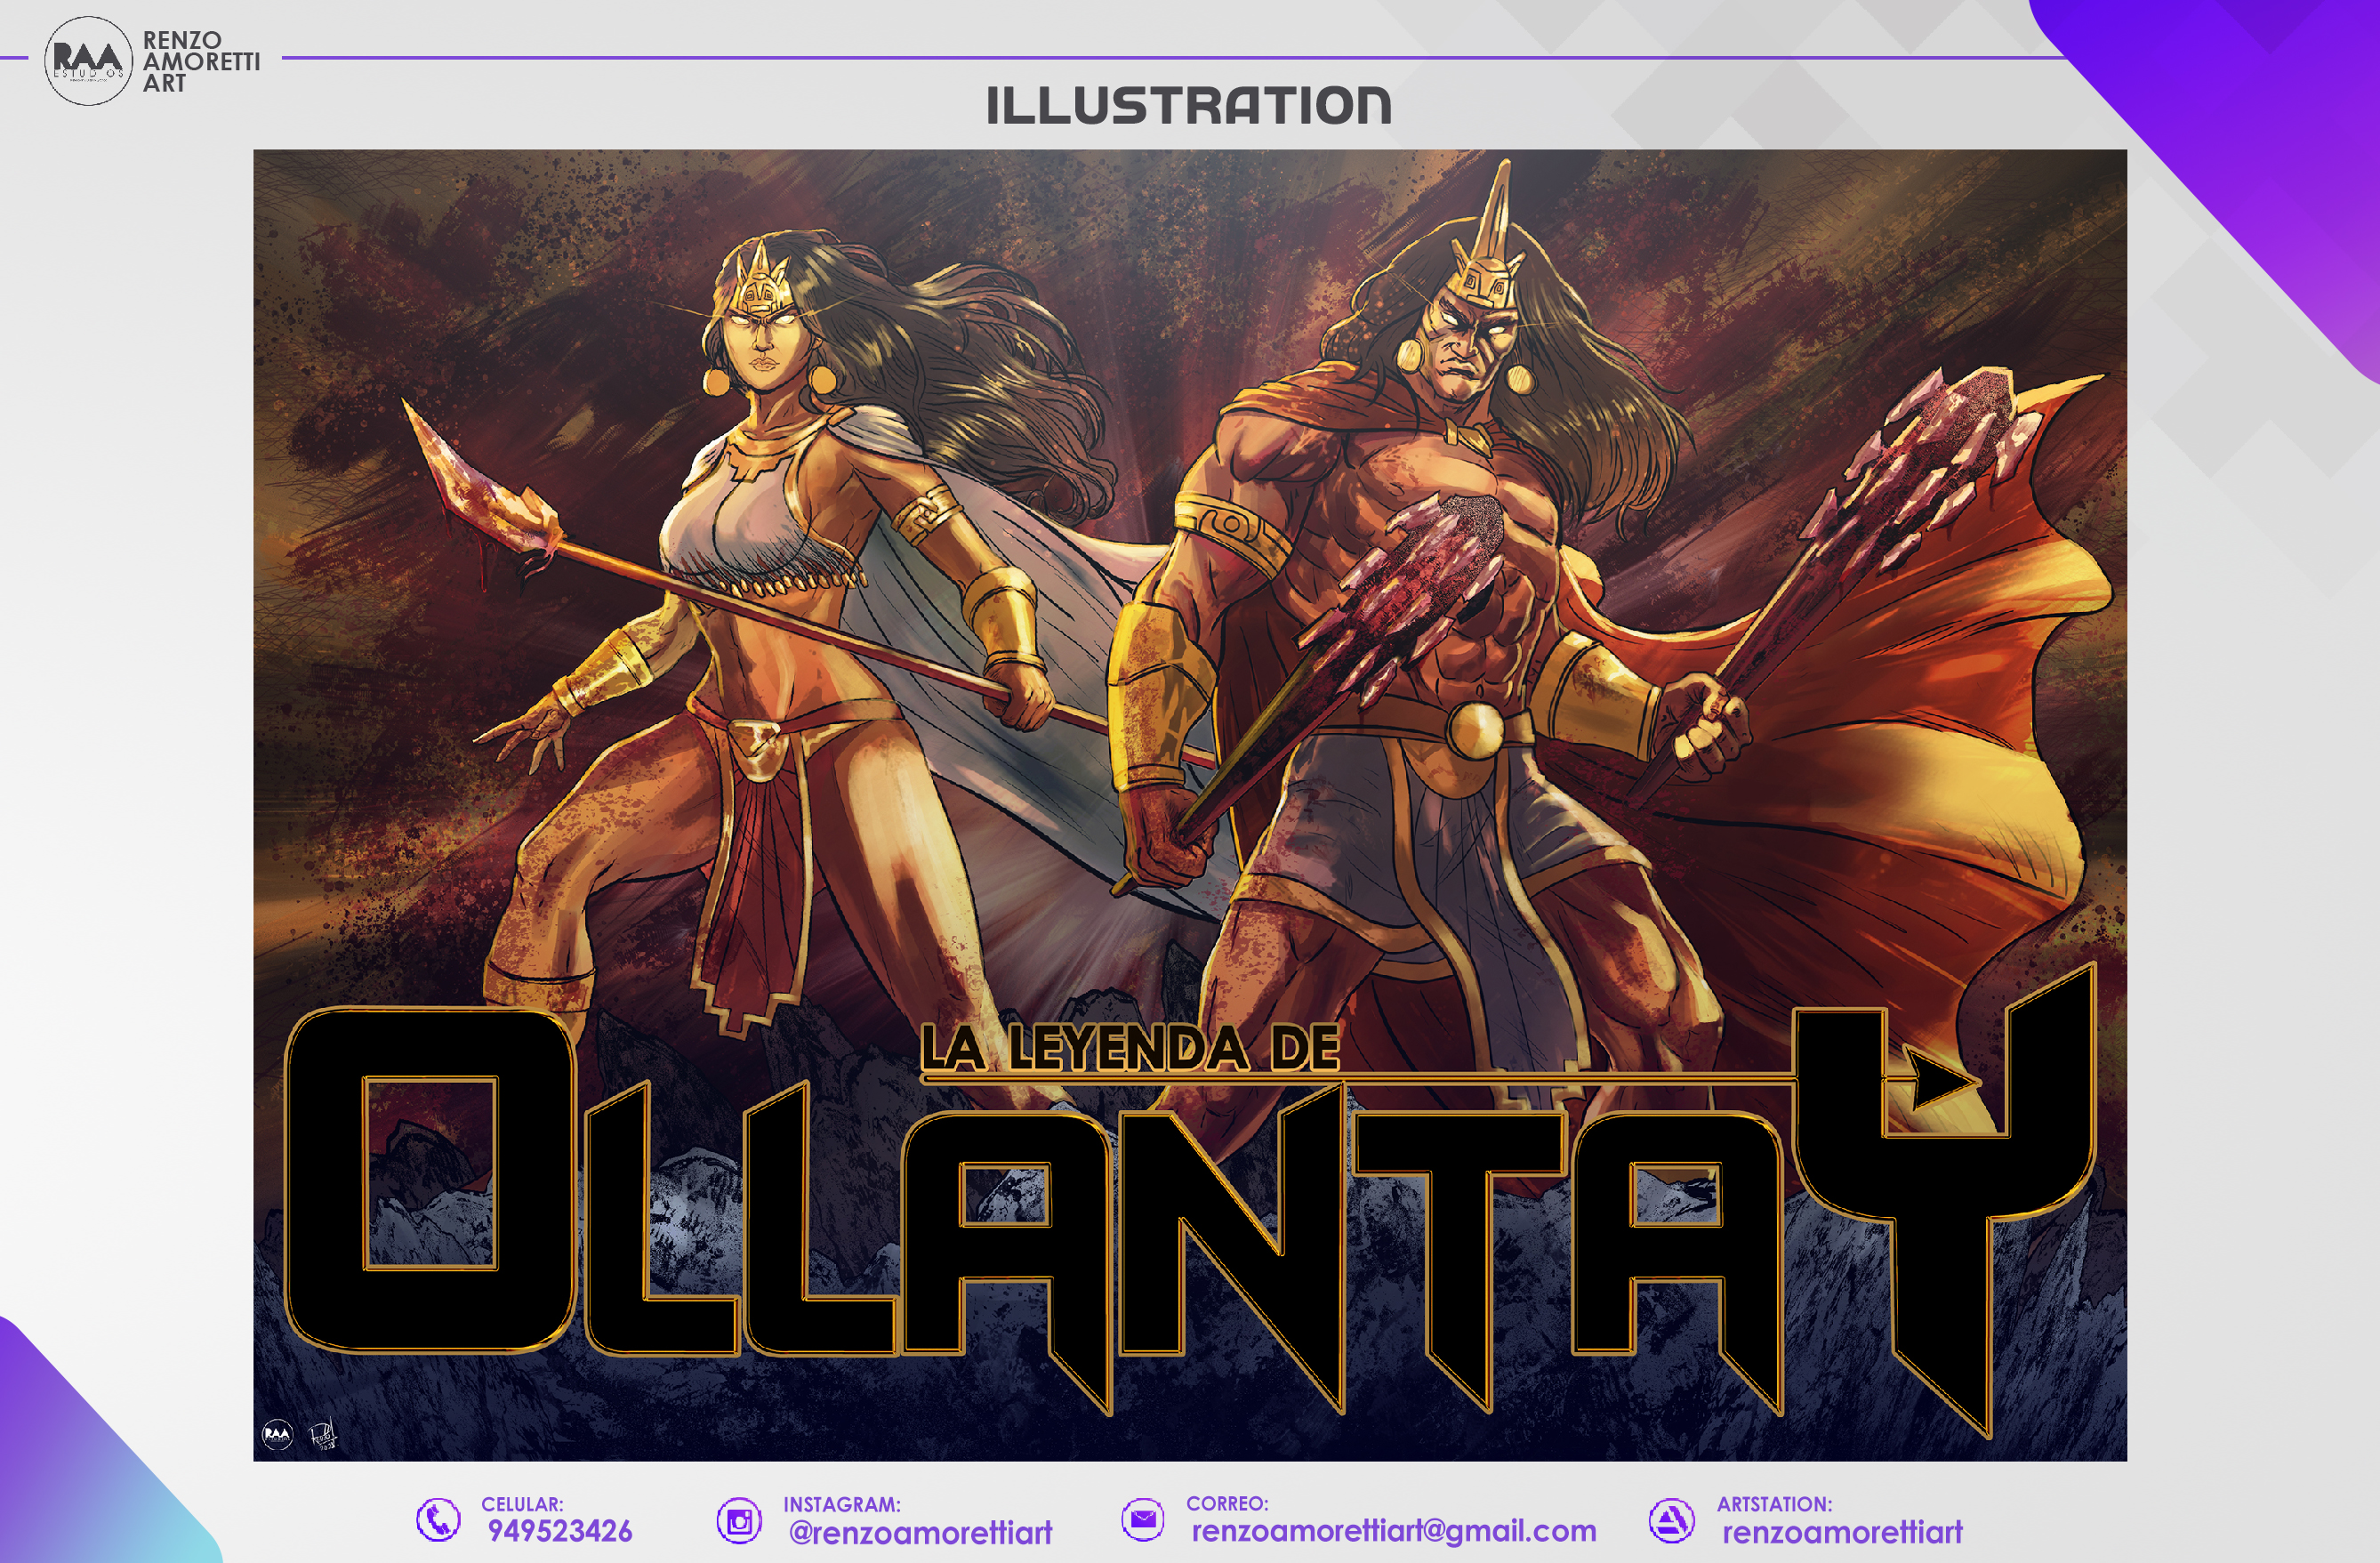 RAA
ESTUDIOS
RENZO
AMORETTI
ART
ILLUSTRATION
LA LEYENDA DE
OLLANTAY
RAA
CELULAR:
949523426
INSTAGRAM:
@renzoamorettiart
CORREO:
renzoamorettiart@gmail.com
ARTSTATION:
renzoamorettiart